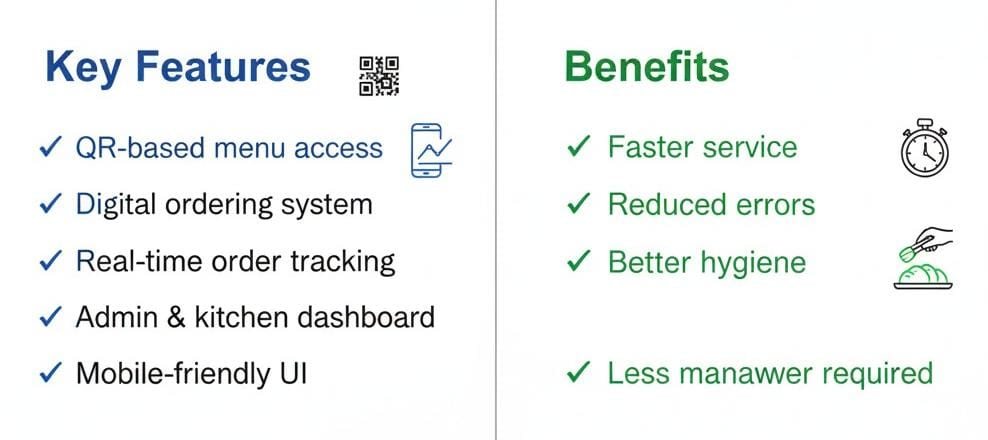 Key Features
✓ QR-based menu access
✓ Digital ordering system
✓ Real-time order tracking
✓ Admin & kitchen dashboard
✓ Mobile-friendly UI
Benefits
✓ Faster service
✓ Reduced errors
✓ Better hygiene
✓ Less manawwer required